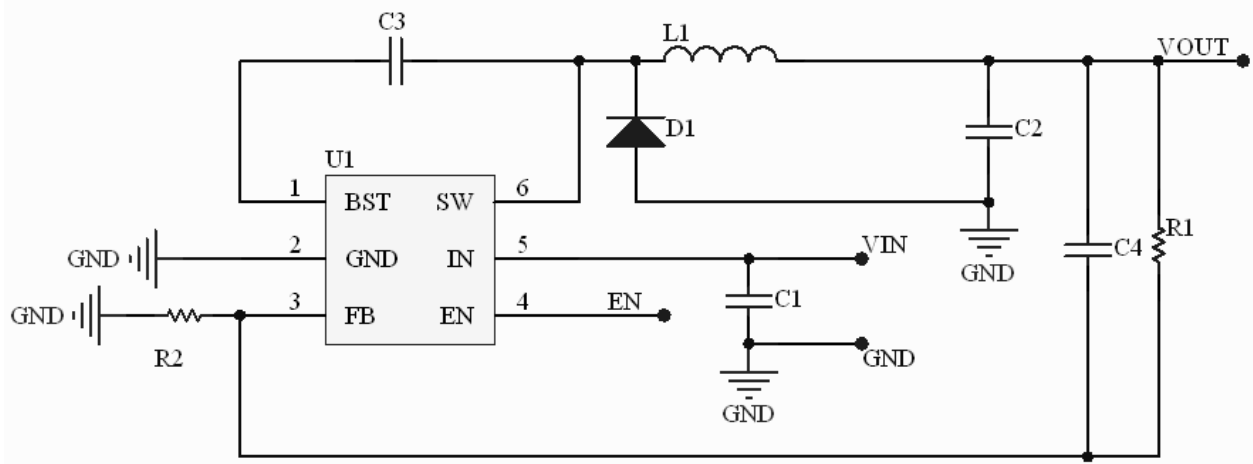 C3
L1
VOUT
D1
C2
U1
1
BST
SW
6
R1
GND
2
GND
IN
5
VIN
GND
C4
GND
3
FB
EN
4
EN
C1
R2
GND
GND